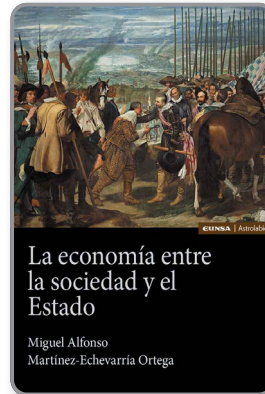 EUNSA | Astrolabio
La economía entre
la sociedad y el
Estado
Miguel Alfonso
Martínez-Echevarría Ortega